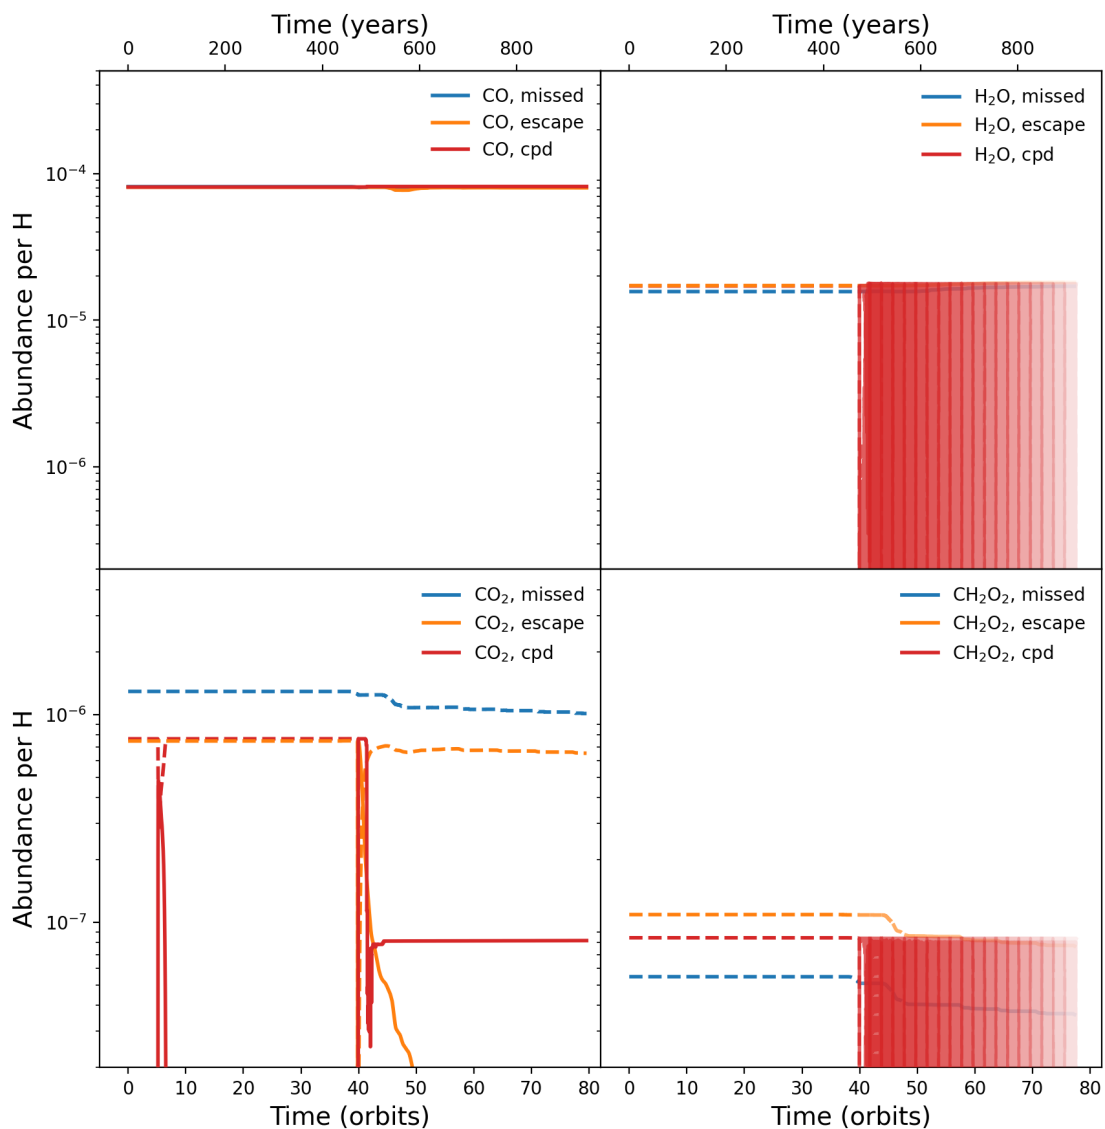 Time (years)
Time (years)
0 200 400 600 800
0 200 400 600 800
CO, missed
CO, escape
CO, cpd
H₂O, missed
H₂O, escape
H₂O, cpd
Abundance per H
10⁻⁴
10⁻⁵
10⁻⁶
CO₂, missed
CO₂, escape
CO₂, cpd
CH₂O₂, missed
CH₂O₂, escape
CH₂O₂, cpd
Abundance per H
10⁻⁶
10⁻⁷
0 10 20 30 40 50 60 70 80
0 10 20 30 40 50 60 70 80
Time (orbits)
Time (orbits)